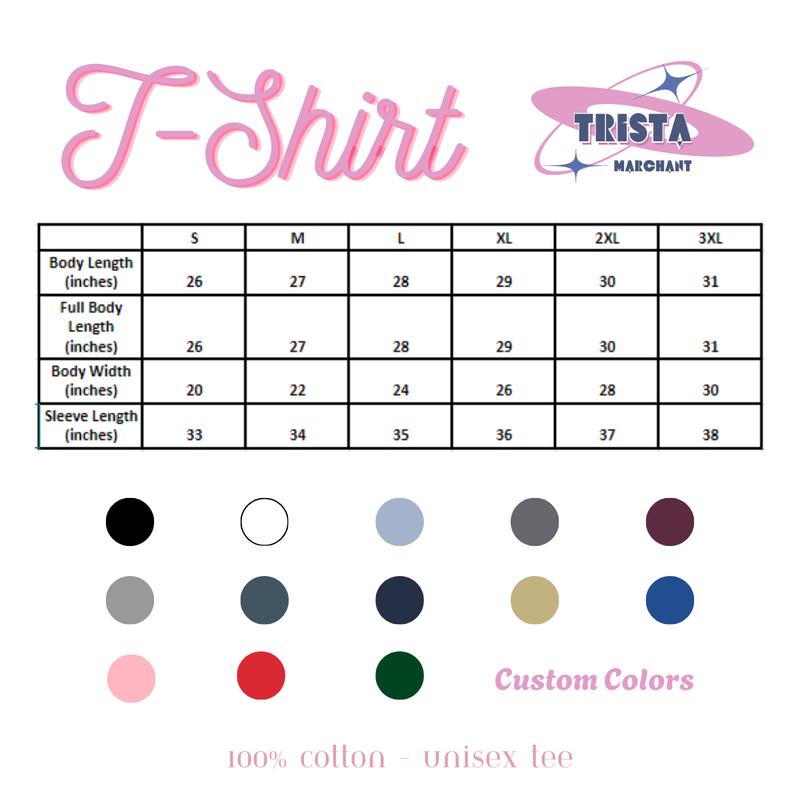 T-Shirt
TRISTA
MARCHANT
S M L XL 2XL 3XL
Body Length
(inches) 26 27 28 29 30 31
Full Body
Length
(inches) 26 27 28 29 30 31
Body Width
(inches) 20 22 24 26 28 30
Sleeve Length
(inches) 33 34 35 36 37 38
Custom Colors
100% cotton - unisex tee